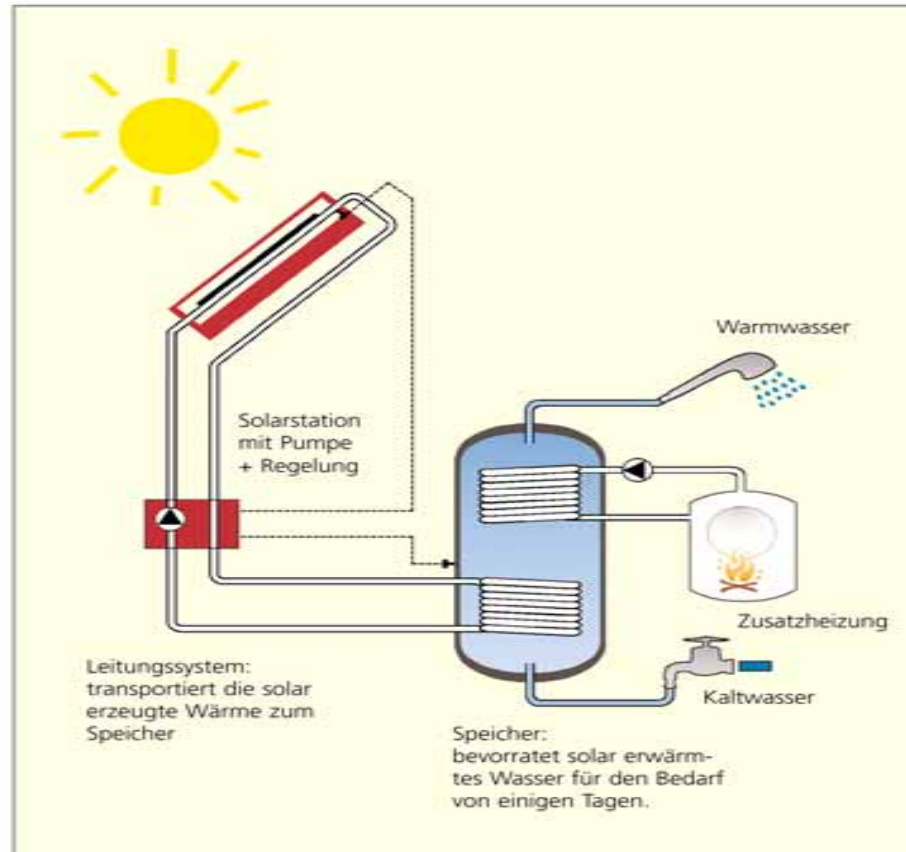 Warmwasser
Solarstation
mit Pumpe
+ Regelung
Zusatzheizung
Kaltwasser
Leitungssystem:
transportiert die solar
erzeugte Wärme zum
Speicher
Speicher:
bevorratet solar erwärm-
tes Wasser für den Bedarf
von einigen Tagen.